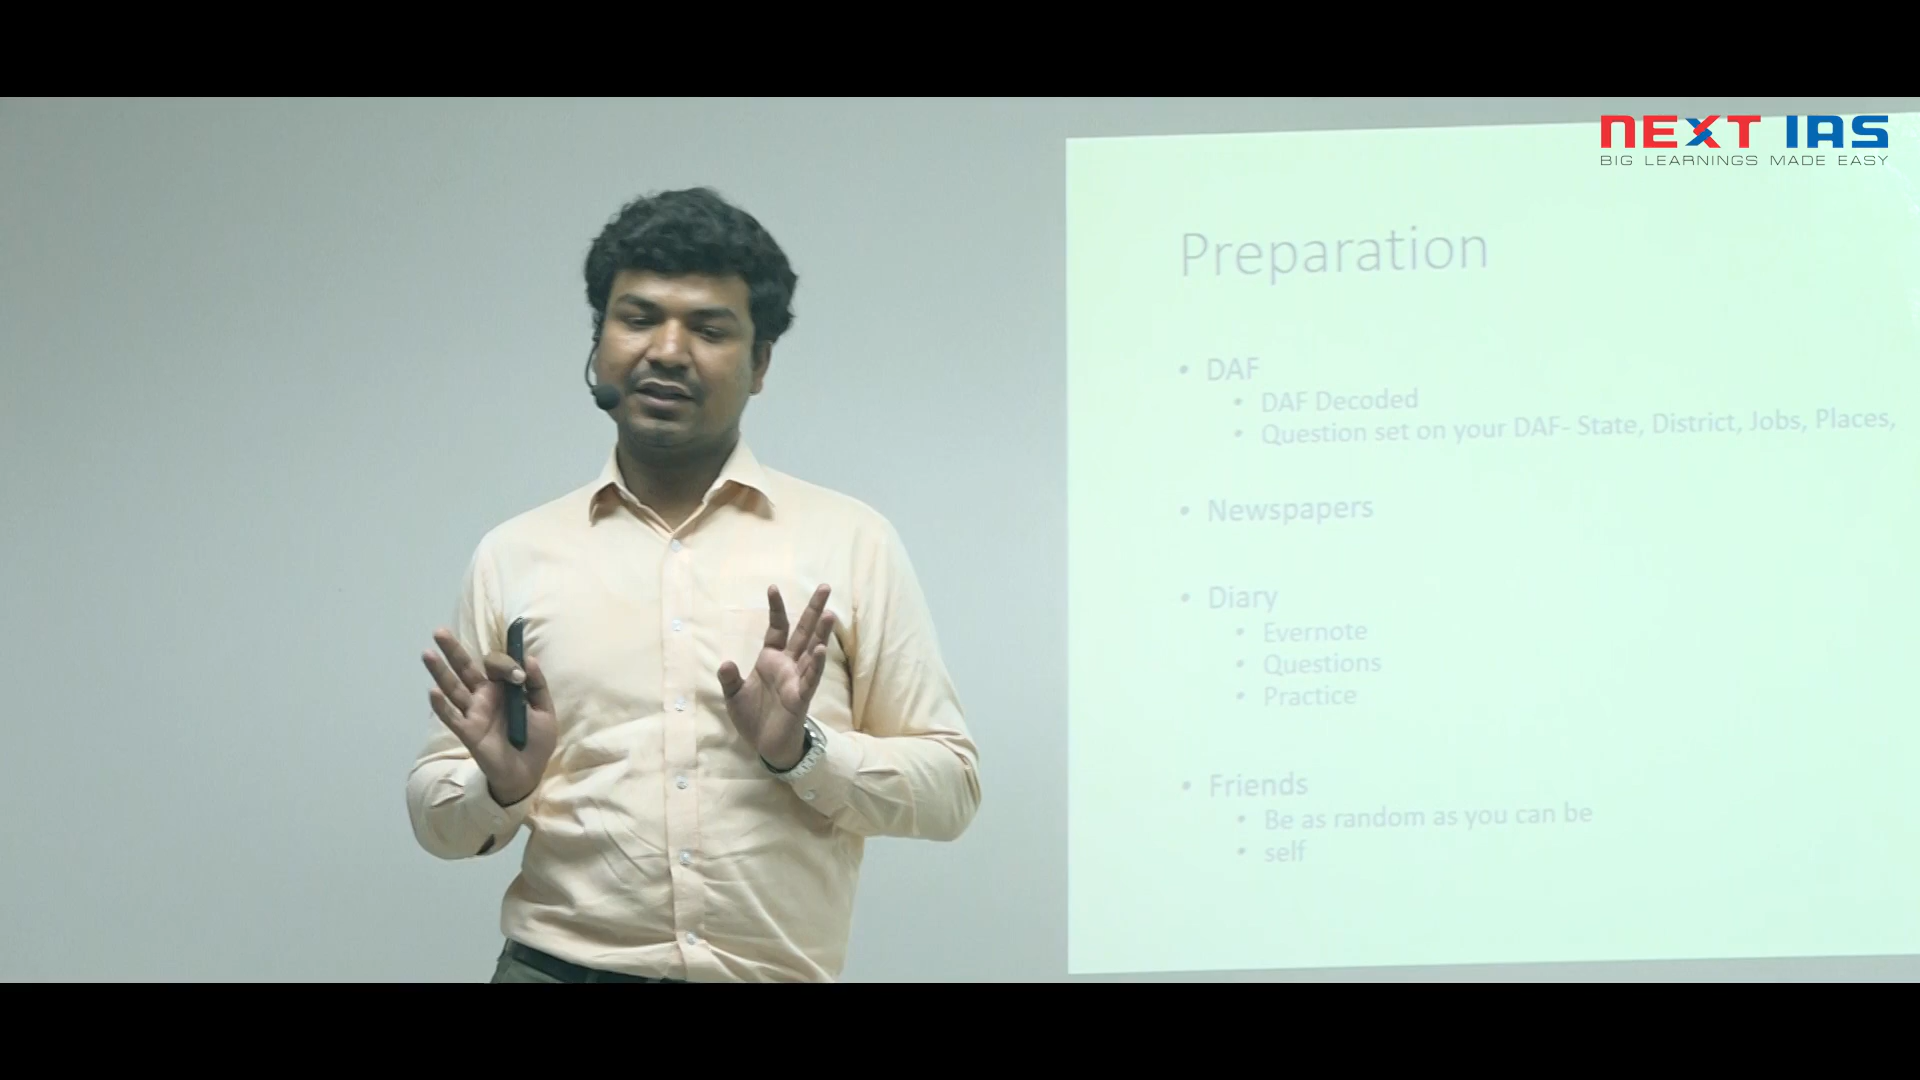 NEXT IAS
BIG LEARNINGS MADE EASY
Preparation
• DAF
• DAF Decoded
• Question set on your DAF- State, District, Jobs, Places,
• Newspapers
• Diary
• Evernote
• Questions
• Practice
• Friends
• Be as random as you can be
• self